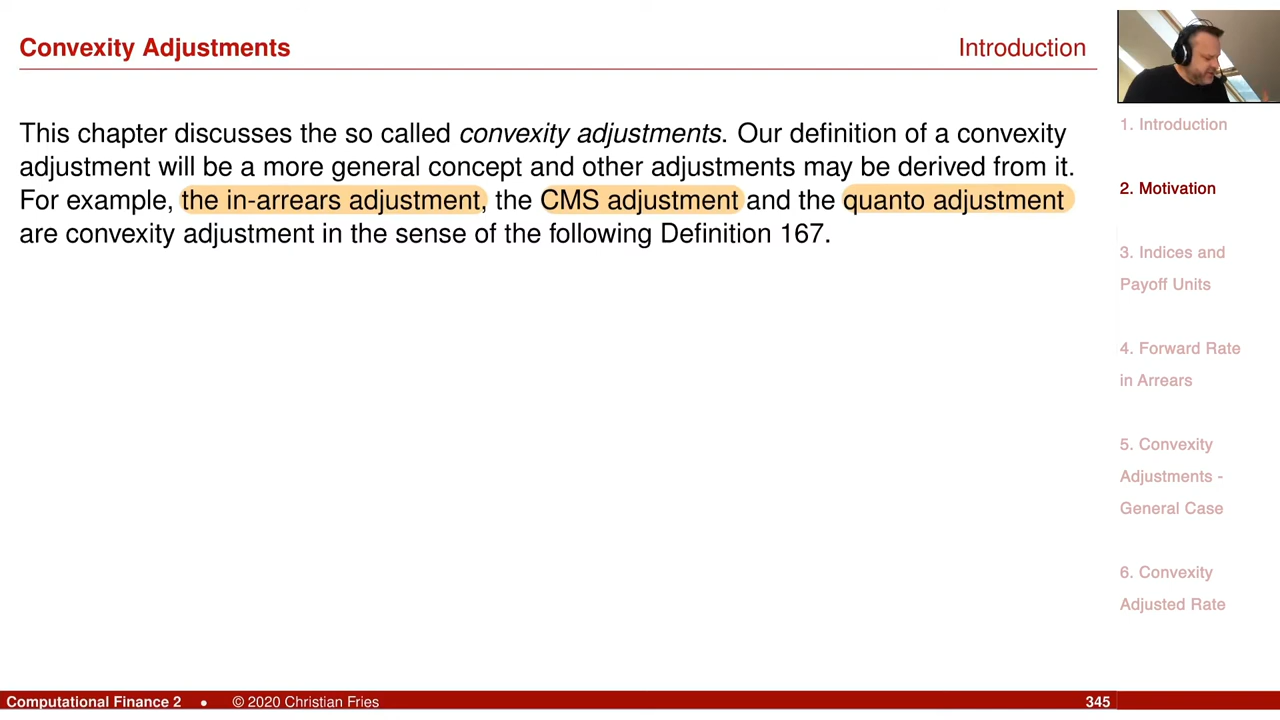 Convexity Adjustments
Introduction
This chapter discusses the so called convexity adjustments. Our definition of a convexity
adjustment will be a more general concept and other adjustments may be derived from it.
For example, the in-arrears adjustment, the CMS adjustment and the quanto adjustment
are convexity adjustment in the sense of the following Definition 167.
1. Introduction
2. Motivation
3. Indices and
Payoff Units
4. Forward Rate
in Arrears
5. Convexity
Adjustments -
General Case
6. Convexity
Adjusted Rate
Computational Finance 2 • © 2020 Christian Fries
345